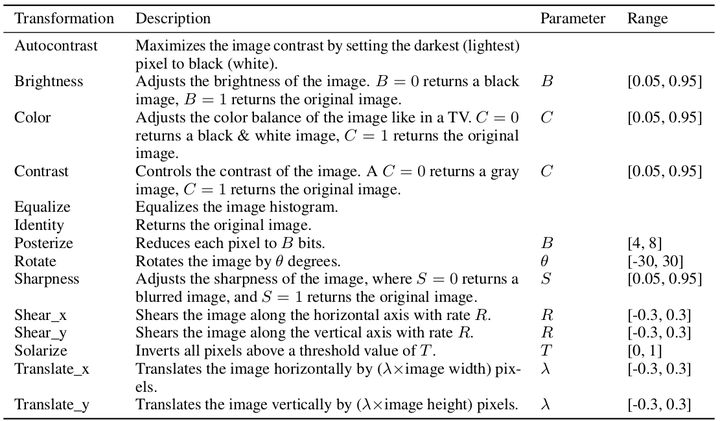 Transformation Description Parameter Range
Autocontrast Maximizes the image contrast by setting the darkest (lightest)
pixel to black (white).
Brightness Adjusts the brightness of the image. B = 0 returns a black B [0.05, 0.95]
image, B = 1 returns the original image.
Color Adjusts the color balance of the image like in a TV. C = 0 C [0.05, 0.95]
returns a black & white image, C = 1 returns the original
image.
Contrast Controls the contrast of the image. A C = 0 returns a gray C [0.05, 0.95]
image, C = 1 returns the original image.
Equalize Equalizes the image histogram.
Identity Returns the original image.
Posterize Reduces each pixel to B bits. B [4, 8]
Rotate Rotates the image by θ degrees. θ [-30, 30]
Sharpness Adjusts the sharpness of the image, where S = 0 returns a S [0.05, 0.95]
blurred image, and S = 1 returns the original image.
Shear_x Shears the image along the horizontal axis with rate R. R [-0.3, 0.3]
Shear_y Shears the image along the vertical axis with rate R. R [-0.3, 0.3]
Solarize Inverts all pixels above a threshold value of T. T [0, 1]
Translate_x Translates the image horizontally by (λ×image width) pix- λ [-0.3, 0.3]
els.
Translate_y Translates the image vertically by (λ×image height) pixels. λ [-0.3, 0.3]